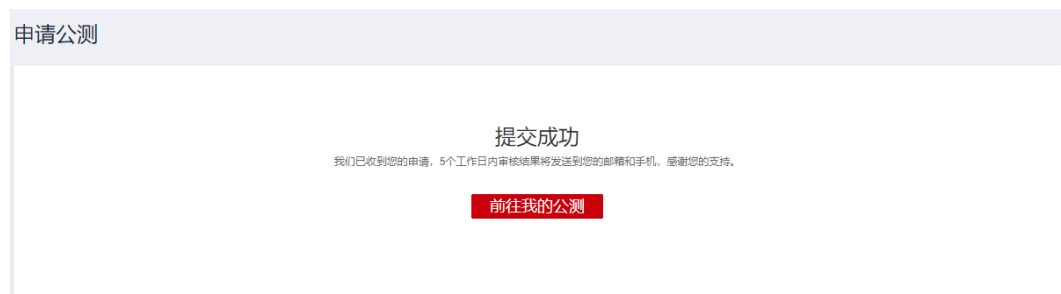 申请公测
提交成功
我们已收到您的申请，5个工作日内审核结果将发送到您的邮箱和手机，感谢您的支持。
前往我的公测